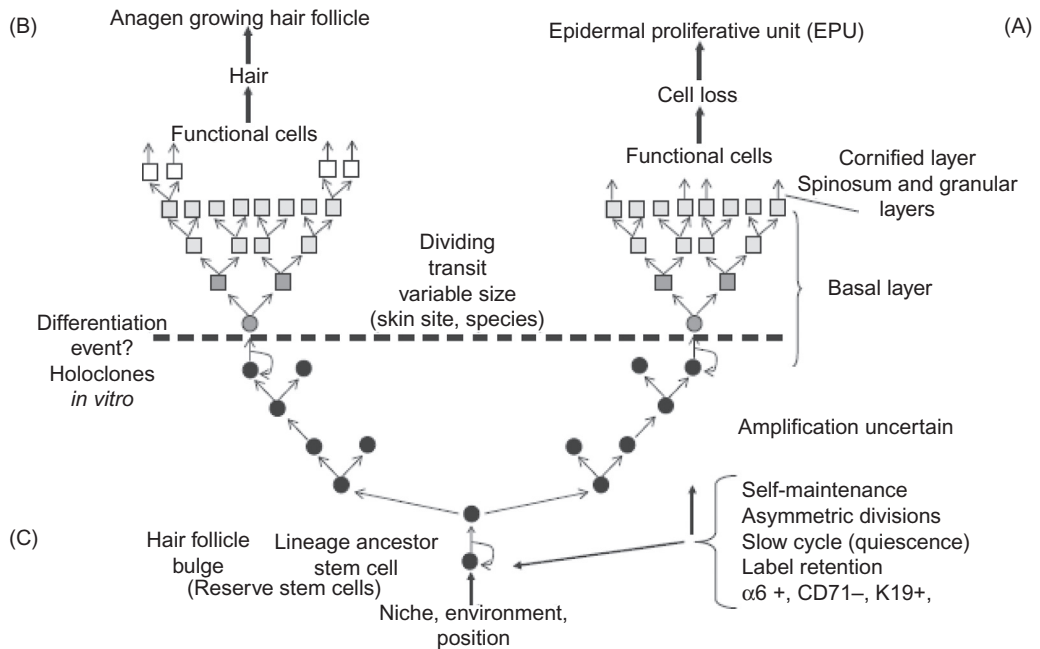 (B)
Anagen growing hair follicle
Hair
Functional cells
Epidermal proliferative unit (EPU)
(A)
Cell loss
Functional cells
Cornified layer
Spinosum and granular
layers
Basal layer
Dividing
transit
variable size
(skin site, species)
Differentiation
event?
Holoclones
in vitro
Amplification uncertain
Self-maintenance
Asymmetric divisions
Slow cycle (quiescence)
Label retention
α6 +, CD71–, K19+,
(C)
Hair follicle
bulge
(Reserve stem cells)
Lineage ancestor
stem cell
Niche, environment,
position